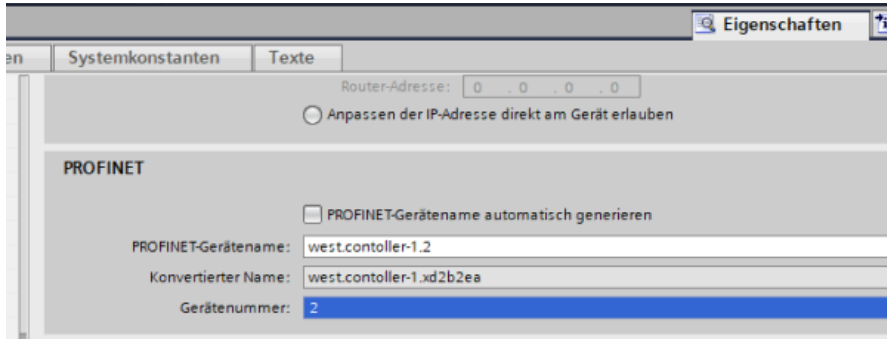 Eigenschaften
en Systemkonstanten Texte
Router-Adresse: 0 . 0 . 0 . 0
Anpassen der IP-Adresse direkt am Gerät erlauben
PROFINET
PROFINET-Gerätename automatisch generieren
PROFINET-Gerätename: west.contoller-1.2
Konvertierter Name: west.contoller-1.xd2b2ea
Gerätenummer: 2